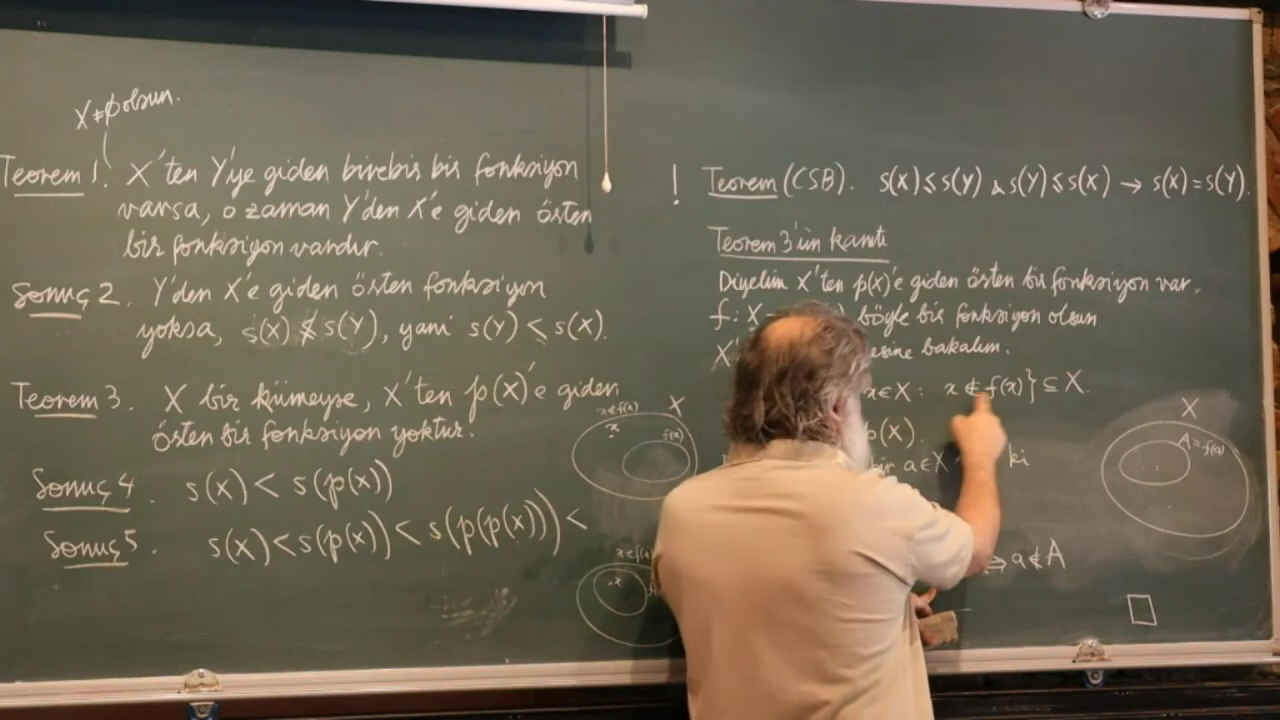 X≠∅ olsun.
Teorem 1. X'ten Y'ye giden birebir bir fonksiyon
varsa, o zaman Y'den X'e giden örten
bir fonksiyon vardır.
Sonuç 2. Y'den X'e giden örten fonksiyon
yoksa, s(X) ≰ s(Y), yani s(Y) < s(X).
Teorem 3. X bir kümeyse, X'ten p(X)'e giden
örten bir fonksiyon yoktur.
Sonuç 4. s(X) < s(p(X))
Sonuç 5. s(X) < s(p(X)) < s(p(p(X))) <
x∉f(x) X
x f(x)
x∈f(x)
x
! Teorem (CSB). s(X) ≤ s(Y) & s(Y) ≤ s(X) → s(X) = s(Y).
Teorem 3'ün kanıtı
Diyelim X'ten p(X)'e giden örten bir fonksiyon var.
f: X böyle bir fonksiyon olsun
X' bakalım.
x∈X: x∉f(x)} ⊆ X.
p(X).
bir a∈X ki
⇒ a∉A
X
A = f(a)